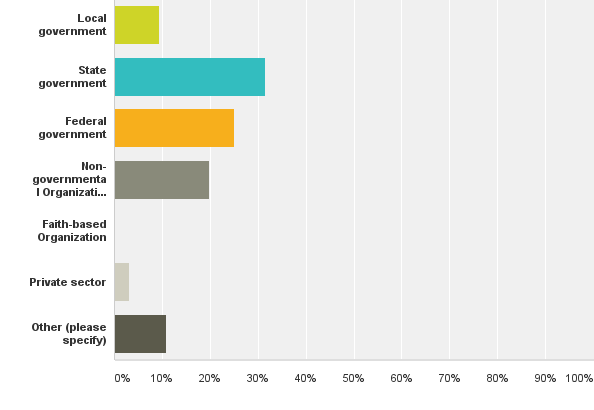 Local
government
State
government
Federal
government
Non-
governmenta
l Organizati...
Faith-based
Organization
Private sector
Other (please
specify)
0% 10% 20% 30% 40% 50% 60% 70% 80% 90% 100%